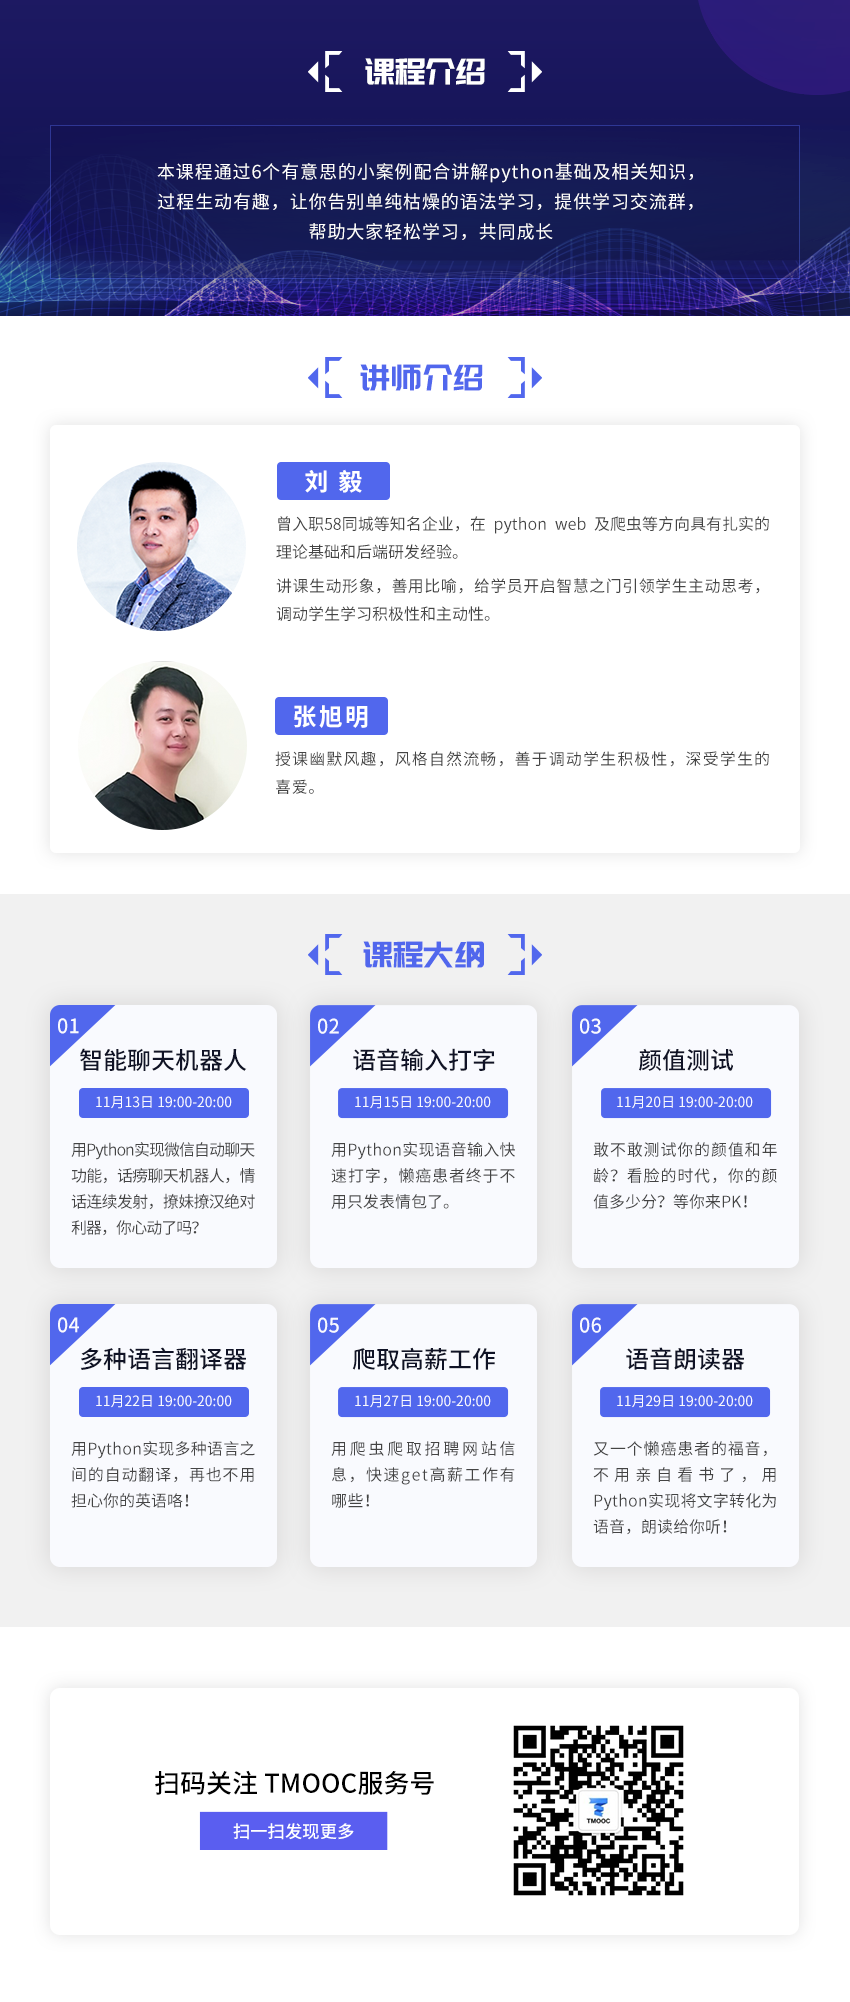 课程介绍
本课程通过6个有意思的小案例配合讲解python基础及相关知识，
过程生动有趣，让你告别单纯枯燥的语法学习，提供学习交流群，
帮助大家轻松学习，共同成长
讲师介绍
刘 毅
曾入职58同城等知名企业，在 python web 及爬虫等方向具有扎实的
理论基础和后端研发经验。
讲课生动形象，善用比喻，给学员开启智慧之门引领学生主动思考，
调动学生学习积极性和主动性。
张旭明
授课幽默风趣，风格自然流畅，善于调动学生积极性，深受学生的
喜爱。
课程大纲
01
智能聊天机器人
11月13日 19:00-20:00
用Python实现微信自动聊天
功能，话痨聊天机器人，情
话连续发射，撩妹撩汉绝对
利器，你心动了吗？
02
语音输入打字
11月15日 19:00-20:00
用Python实现语音输入快
速打字，懒癌患者终于不
用只发表情包了。
03
颜值测试
11月20日 19:00-20:00
敢不敢测试你的颜值和年
龄？看脸的时代，你的颜
值多少分？等你来PK！
04
多种语言翻译器
11月22日 19:00-20:00
用Python实现多种语言之
间的自动翻译，再也不用
担心你的英语咯！
05
爬取高薪工作
11月27日 19:00-20:00
用爬虫爬取招聘网站信
息，快速get高薪工作有
哪些！
06
语音朗读器
11月29日 19:00-20:00
又一个懒癌患者的福音，
不用亲自看书了，用
Python实现将文字转化为
语音，朗读给你听！
扫码关注 TMOOC服务号
扫一扫发现更多
TMOOC